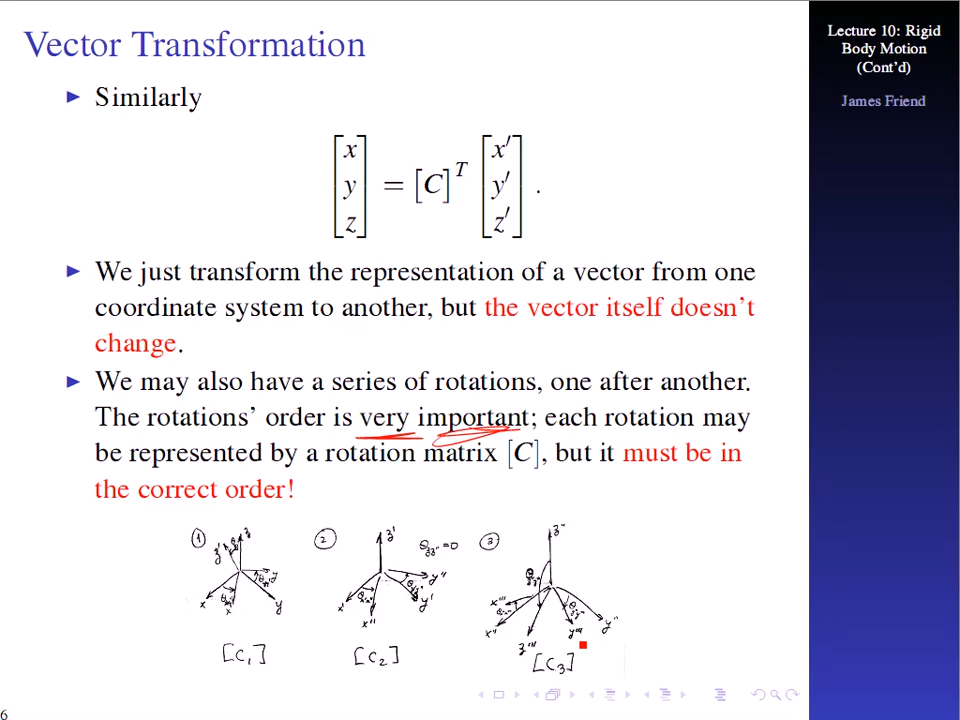 Vector Transformation
Lecture 10: Rigid
Body Motion
(Cont'd)
James Friend
▶ Similarly
[x y z] = [C]^T [x' y' z'] .
▶ We just transform the representation of a vector from one
coordinate system to another, but the vector itself doesn't
change.
▶ We may also have a series of rotations, one after another.
The rotations' order is very important; each rotation may
be represented by a rotation matrix [C], but it must be in
the correct order!
① z z' x y
[C₁]
② z' θzz''=0 y'' y' x' x''
[C₂]
③ z'' x''' x'' y''' y'' z'''
[C₃]
6